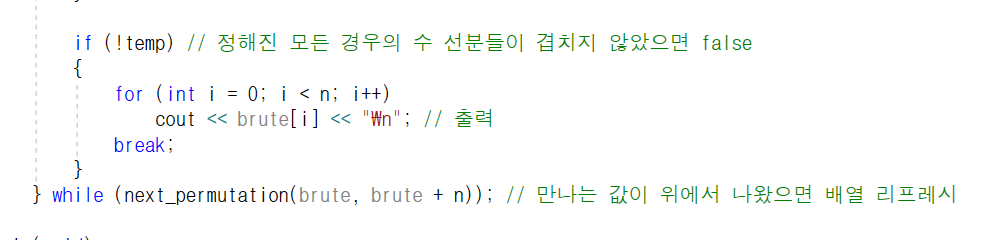 if (!temp) // 정해진 모든 경우의 수 선분들이 겹치지 않았으면 false
{
for (int i = 0; i < n; i++)
cout << brute[i] << "₩n"; // 출력
break;
}
} while (next_permutation(brute, brute + n)); // 만나는 값이 위에서 나왔으면 배열 리프레시